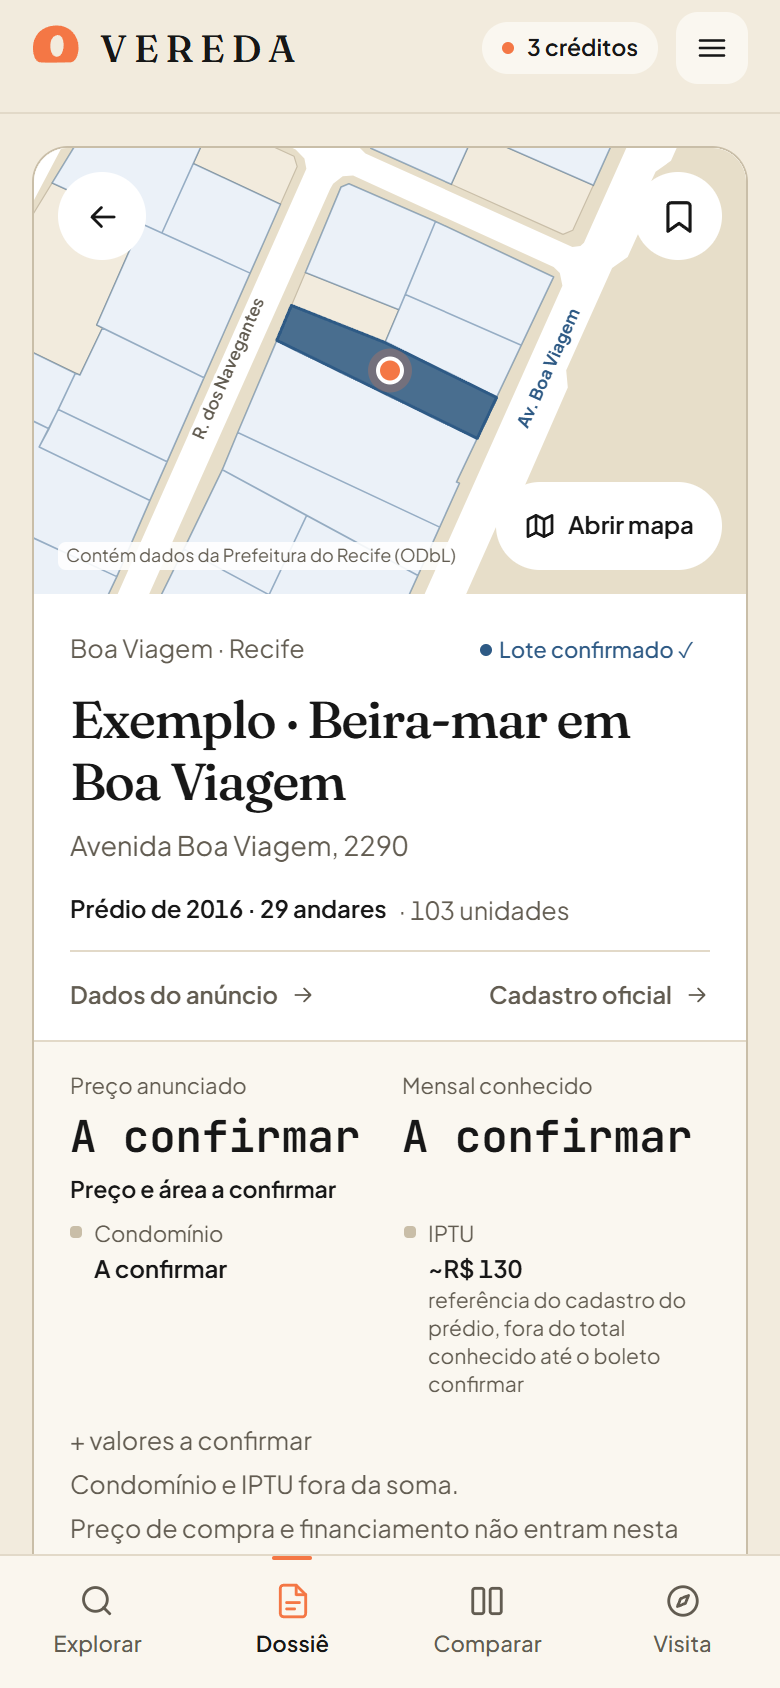 VEREDA
3 créditos
R. dos Navegantes
Av. Boa Viagem
Abrir mapa
Contém dados da Prefeitura do Recife (ODbL)
Boa Viagem · Recife
Lote confirmado ✓
Exemplo · Beira-mar em
Boa Viagem
Avenida Boa Viagem, 2290
Prédio de 2016 · 29 andares · 103 unidades
Dados do anúncio →
Cadastro oficial →
Preço anunciado
A confirmar
Preço e área a confirmar
Mensal conhecido
A confirmar
Condomínio
A confirmar
IPTU
~R$ 130
referência do cadastro do
prédio, fora do total
conhecido até o boleto
confirmar
+ valores a confirmar
Condomínio e IPTU fora da soma.
Preço de compra e financiamento não entram nesta
Explorar
Dossiê
Comparar
Visita